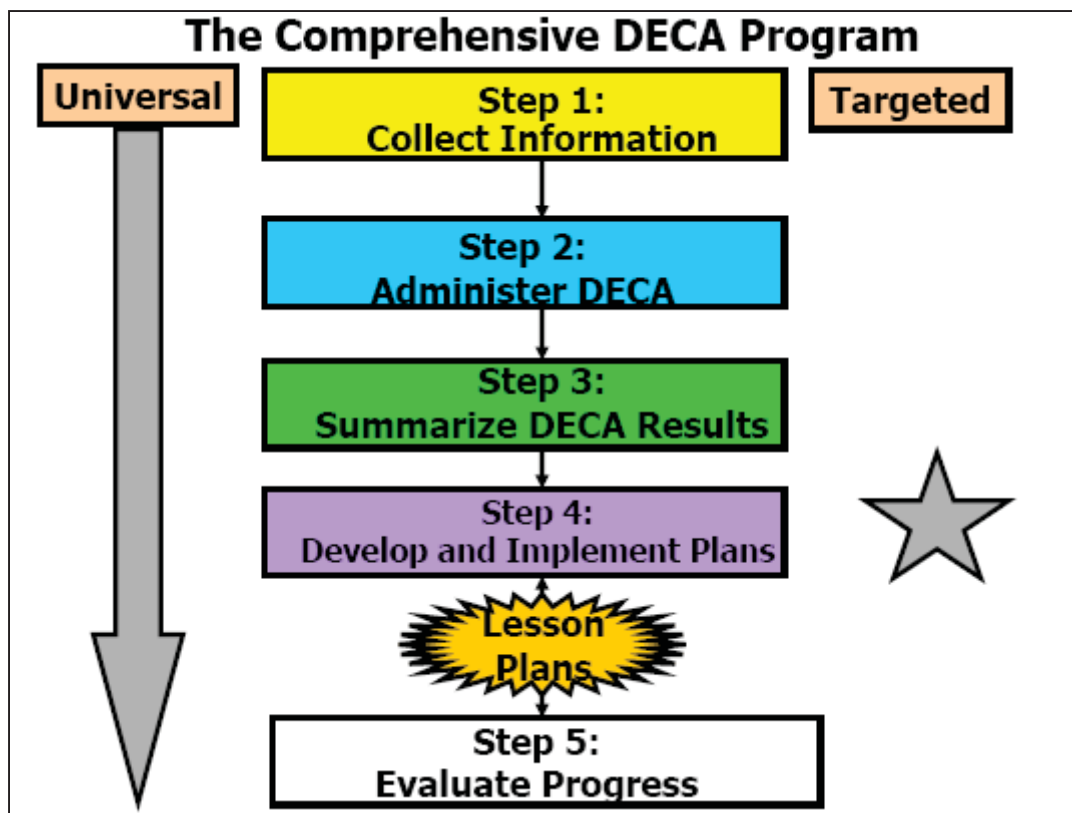 The Comprehensive DECA Program
Universal
Step 1:
Collect Information
Targeted
Step 2:
Administer DECA
Step 3:
Summarize DECA Results
Step 4:
Develop and Implement Plans
Lesson
Plans
Step 5:
Evaluate Progress